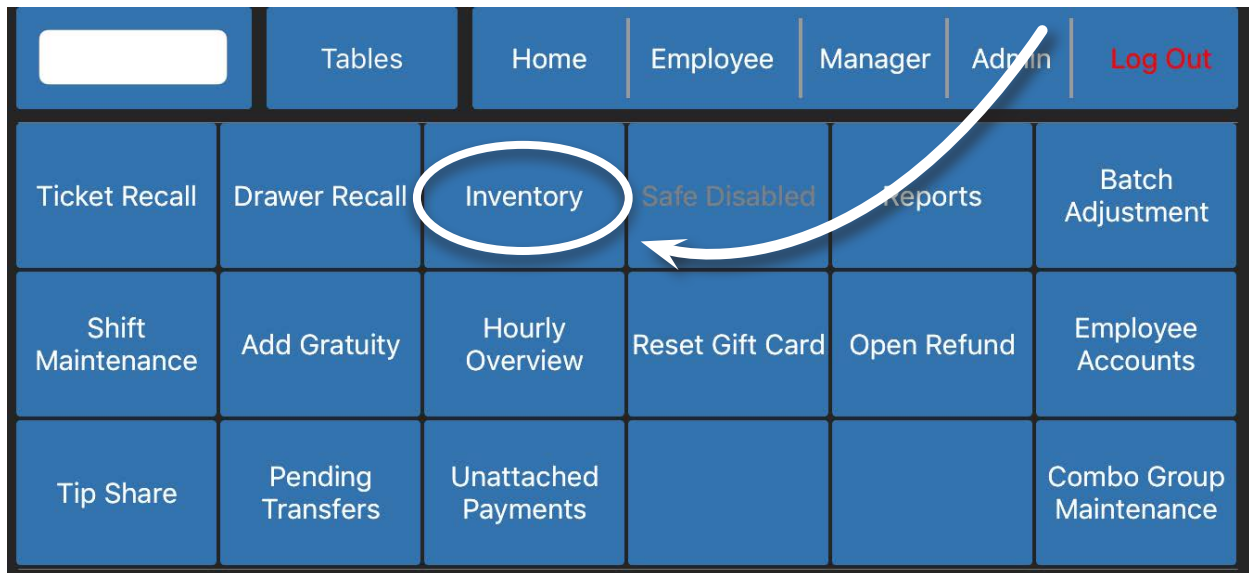 Tables
Home
Employee
Manager
Admin
Log Out
Ticket Recall
Drawer Recall
Inventory
Safe Disabled
Reports
Batch
Adjustment
Shift
Maintenance
Add Gratuity
Hourly
Overview
Reset Gift Card
Open Refund
Employee
Accounts
Tip Share
Pending
Transfers
Unattached
Payments
Combo Group
Maintenance